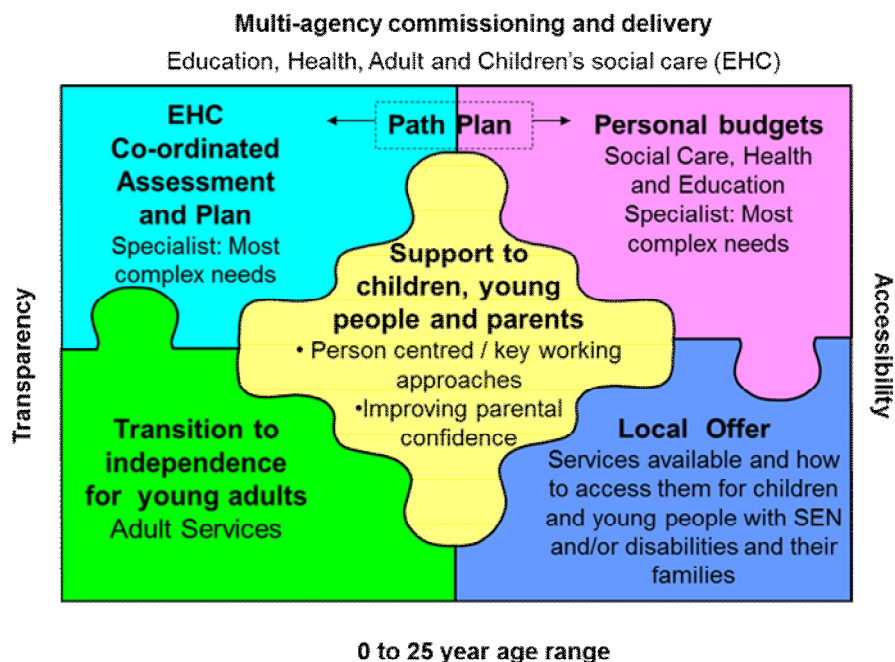 Multi-agency commissioning and delivery
Education, Health, Adult and Children's social care (EHC)
EHC
Co-ordinated
Assessment
and Plan
Specialist: Most
complex needs
Path Plan
Personal budgets
Social Care, Health
and Education
Specialist: Most
complex needs
Support to
children, young
people and parents
• Person centred / key working
approaches
•Improving parental
confidence
Transparency
Accessibility
Transition to
independence
for young adults
Adult Services
Local Offer
Services available and how
to access them for children
and young people with SEN
and/or disabilities and their
families
0 to 25 year age range